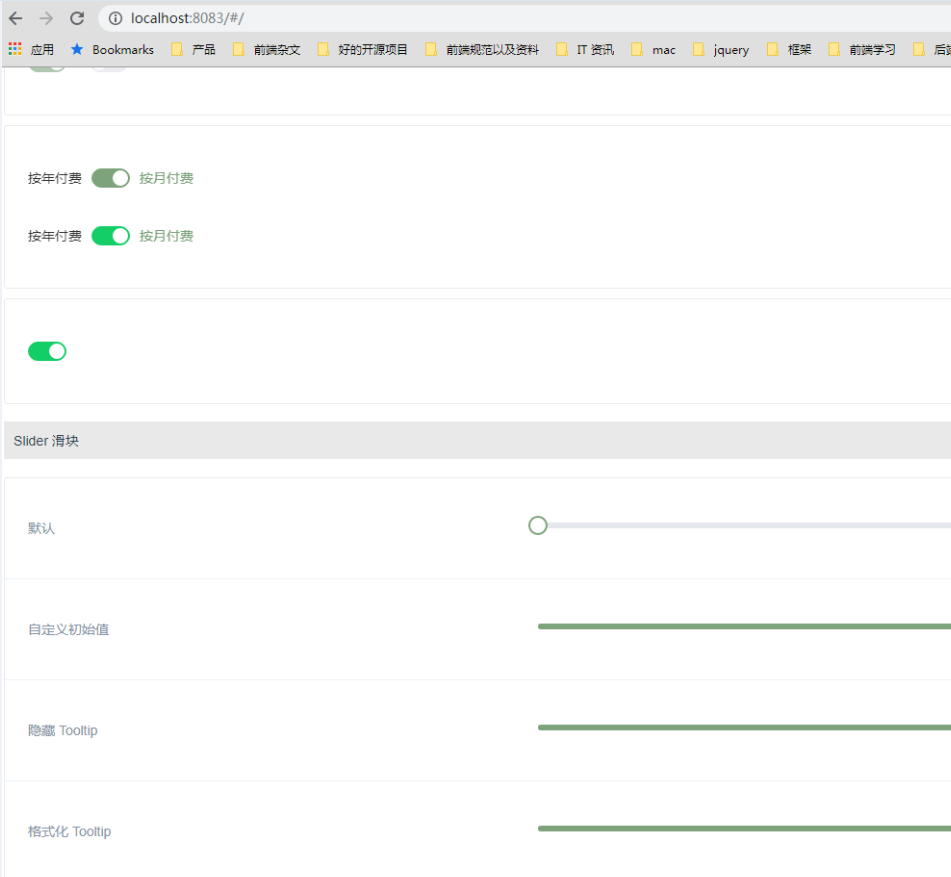 localhost:8083/#/
应用 Bookmarks 产品 前端杂文 好的开源项目 前端规范以及资料 IT 资讯 mac jquery 框架 前端学习 后
按年付费 按月付费
按年付费 按月付费
Slider 滑块
默认
自定义初始值
隐藏 Tooltip
格式化 Tooltip